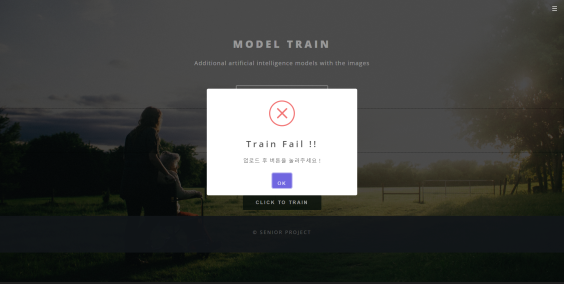 MODEL TRAIN
Additional artificial intelligence models with the images
Train Fail !!
업로드 후 버튼을 눌러주세요 !
OK
CLICK TO TRAIN
© SENIOR PROJECT